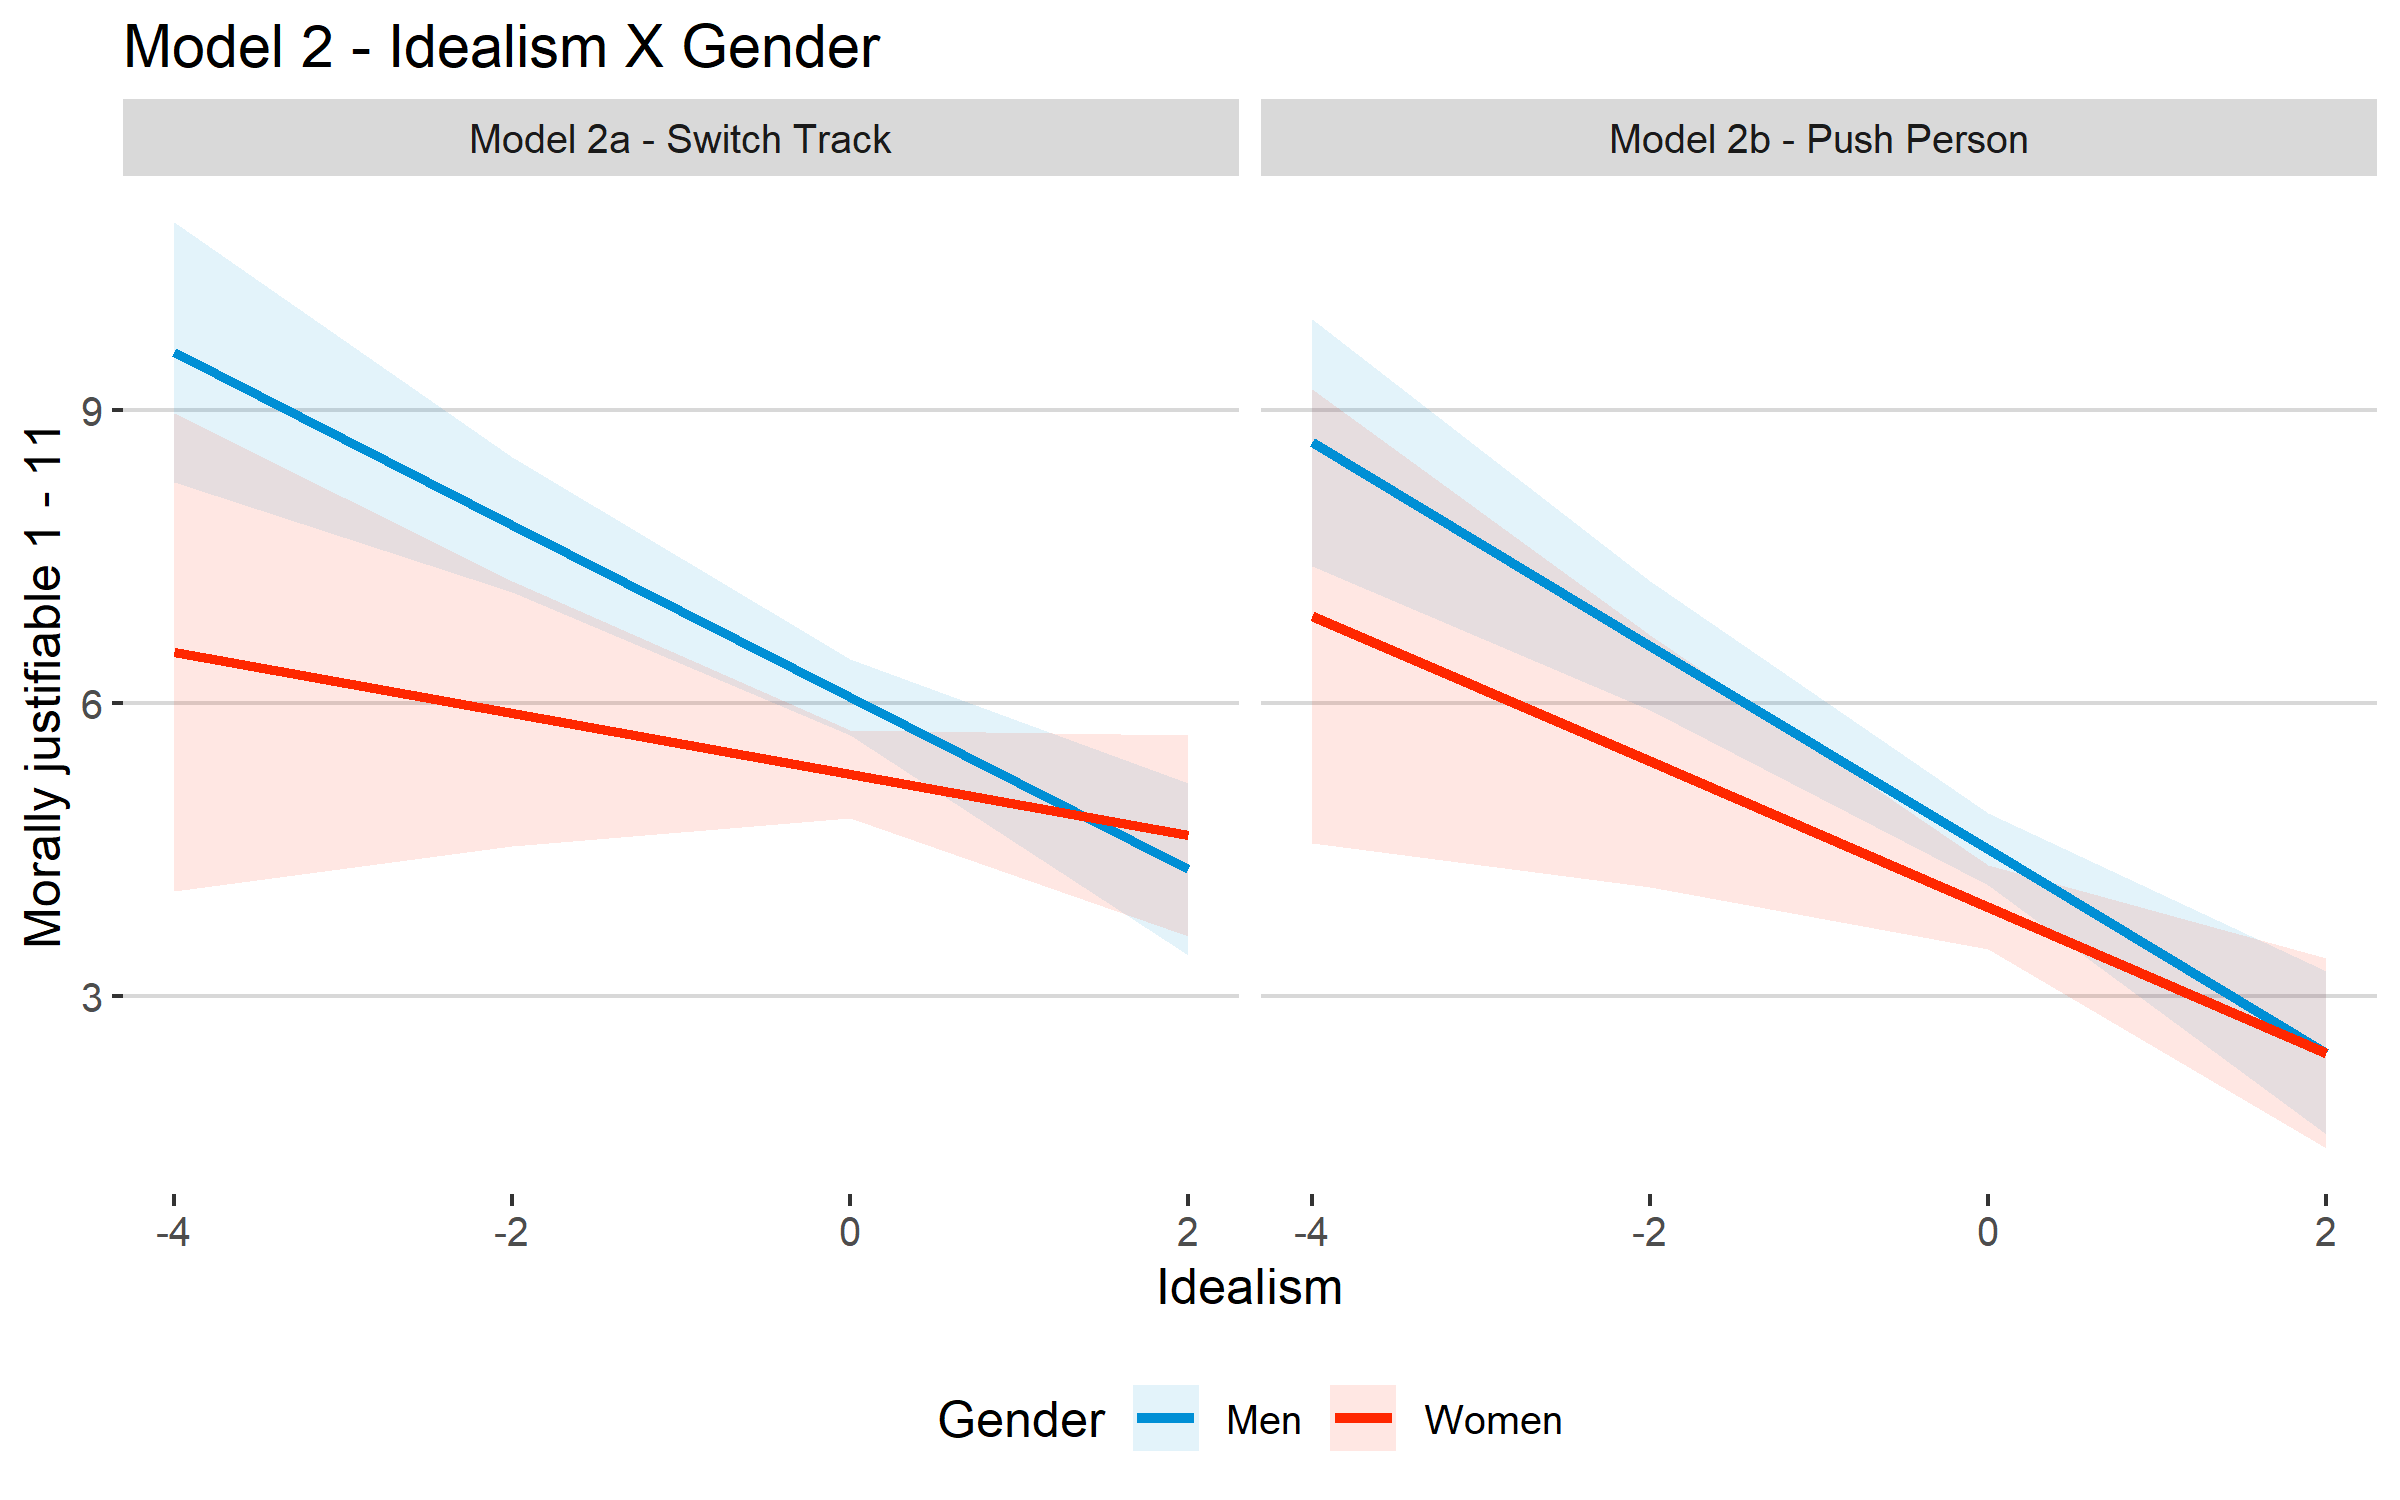 Model 2 - Idealism X Gender
Model 2a - Switch Track
Model 2b - Push Person
Morally justifiable 1 - 11
9
6
3
-4 -2 0 2
-4 -2 0 2
Idealism
Gender Men Women